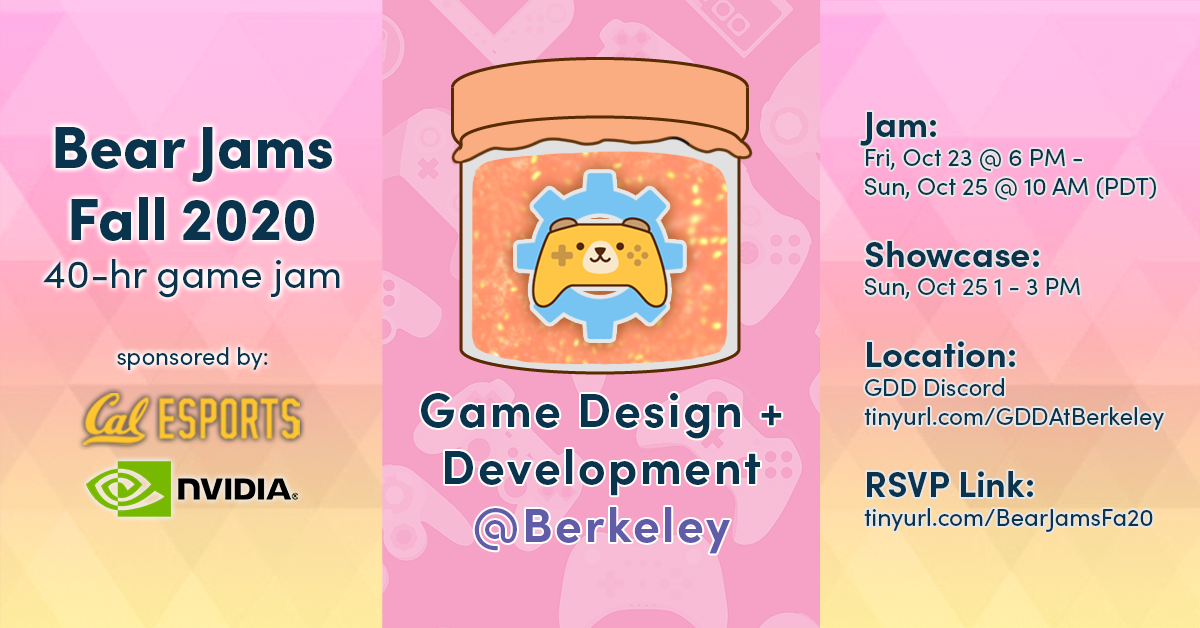 Bear Jams
Fall 2020
40-hr game jam
sponsored by:
Cal ESPORTS
NVIDIA.
Game Design +
Development
@Berkeley
Jam:
Fri, Oct 23 @ 6 PM -
Sun, Oct 25 @ 10 AM (PDT)
Showcase:
Sun, Oct 25 1 - 3 PM
Location:
GDD Discord
tinyurl.com/GDDAtBerkeley
RSVP Link:
tinyurl.com/BearJamsFa20